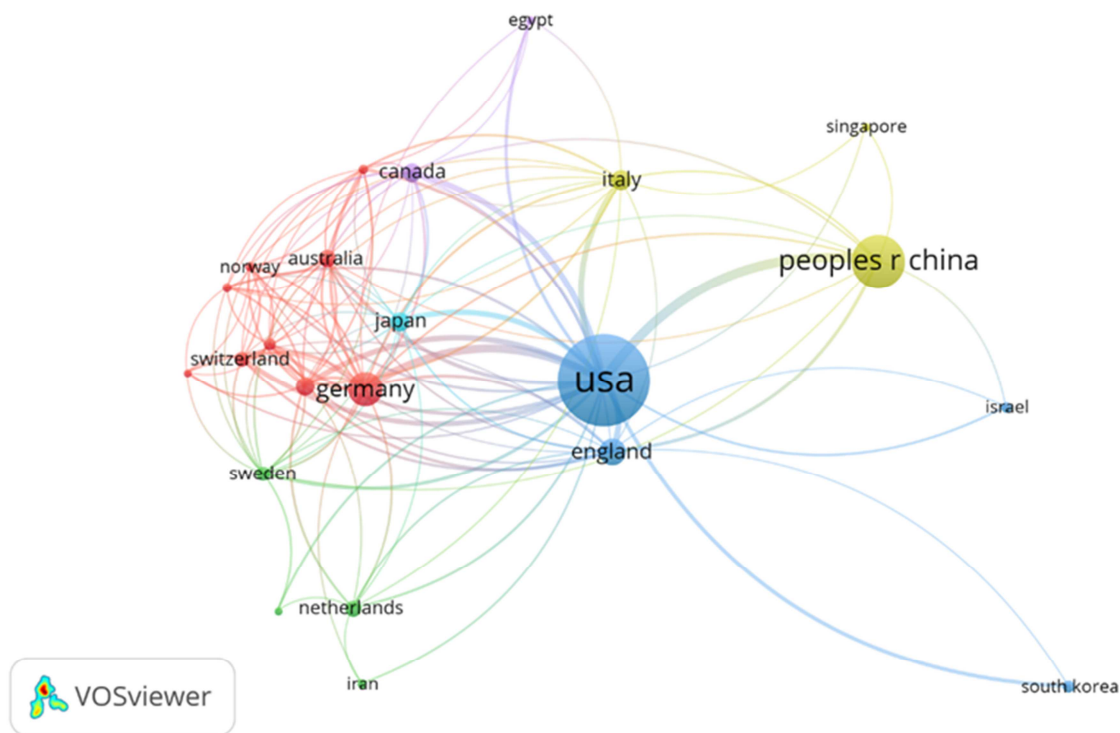 egypt
singapore
canada
italy
australia
norway
peoples r china
japan
switzerland
germany
usa
israel
england
sweden
netherlands
iran
south korea
VOSviewer